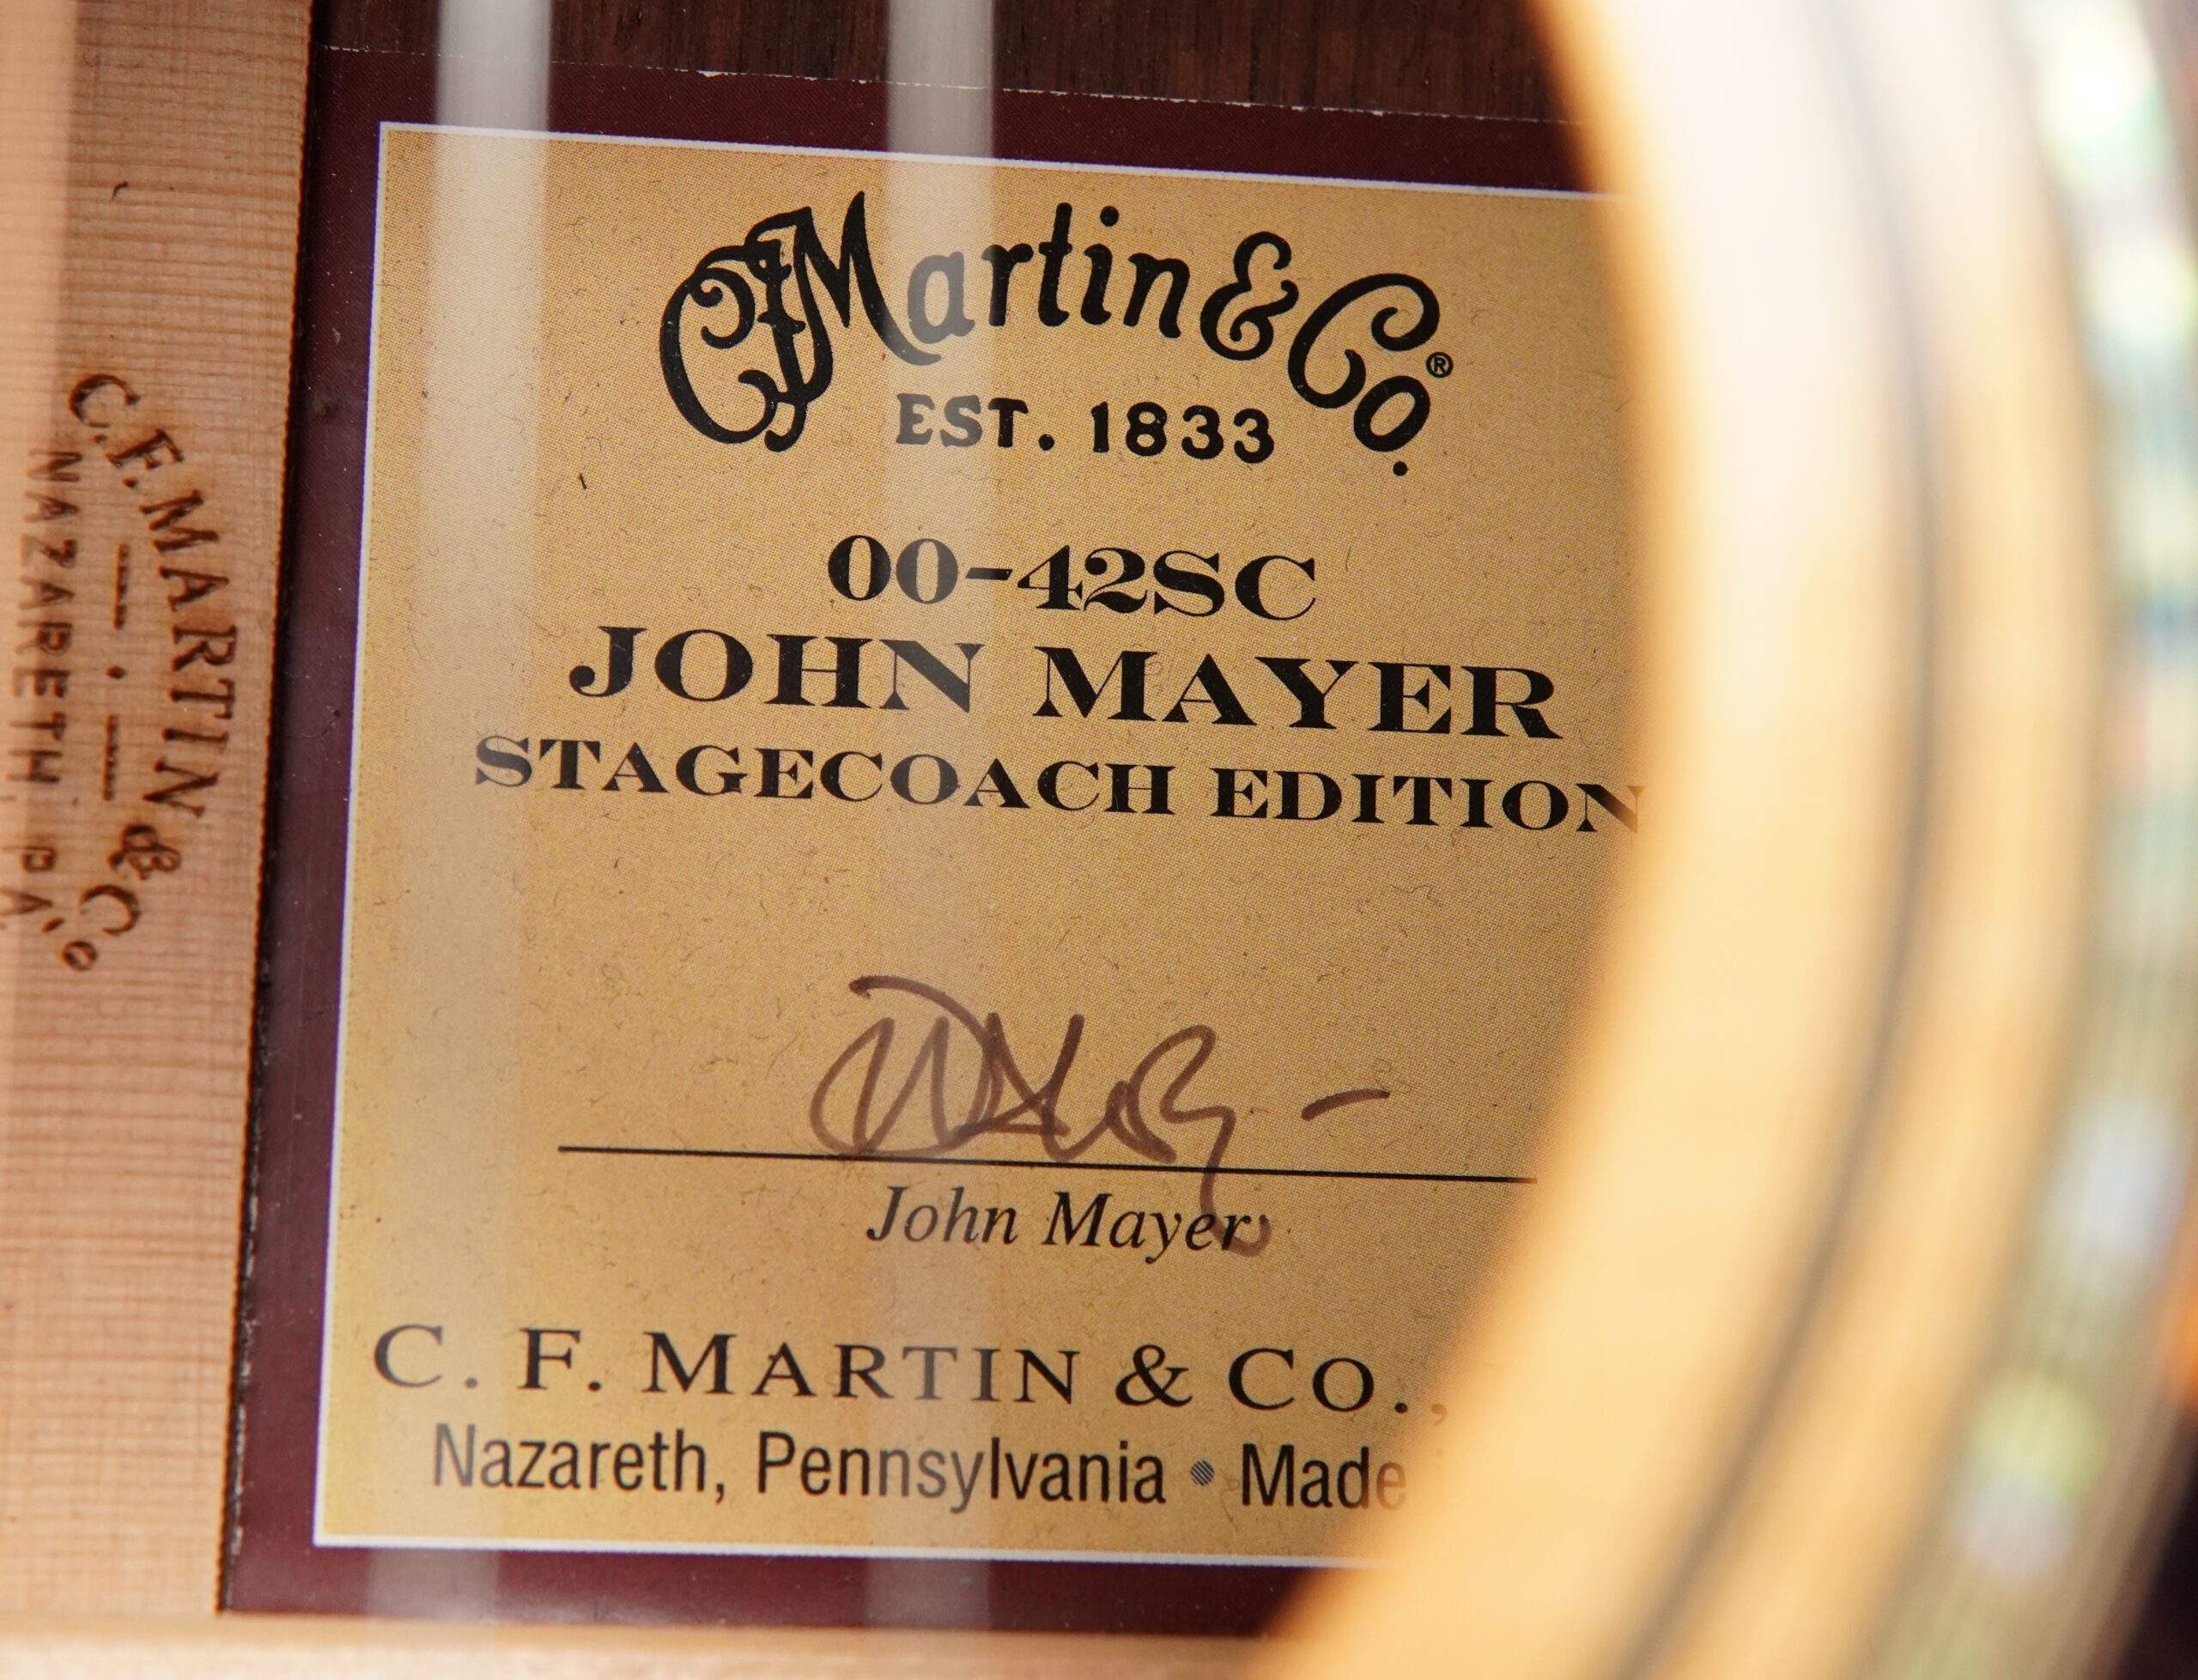 C. F. MARTIN & Co
NAZARETH PA
CF Martin & Co.®
EST. 1833
00-42SC
JOHN MAYER
STAGECOACH EDITION
John Mayer
C. F. MARTIN & CO.,
Nazareth, Pennsylvania • Made